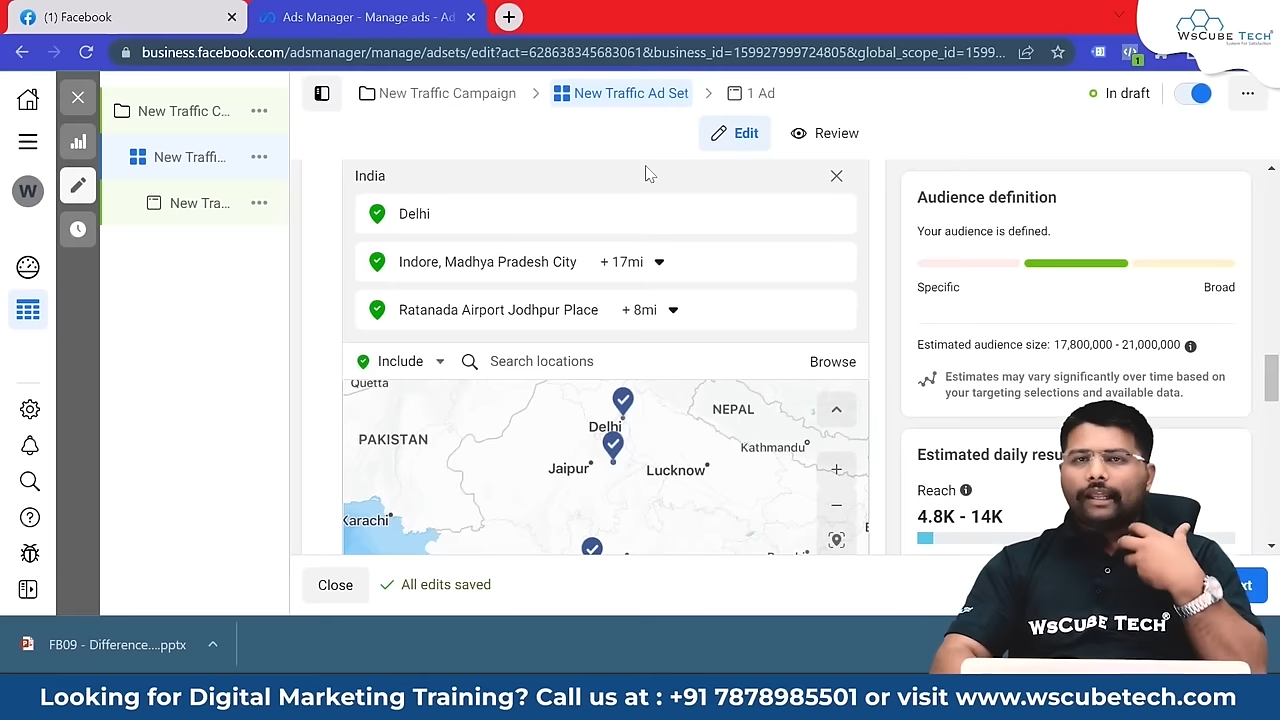 (1) Facebook
Ads Manager - Manage ads - Ad
WsCUBE TECH®
business.facebook.com/adsmanager/manage/adsets/edit?act=628638345683061&business_id=159927999724805&global_scope_id=1599...
1
New Traffic C...
New Traffic Campaign
New Traffic Ad Set
1 Ad
In draft
Edit
Review
New Traffi...
W
New Tra...
India
Delhi
Indore, Madhya Pradesh City + 17mi
Ratanada Airport Jodhpur Place + 8mi
Include
Search locations
Browse
Quetta
PAKISTAN
Delhi
NEPAL
Kathmandu
Jaipur
Lucknow
Karachi
Audience definition
Your audience is defined.
Specific
Broad
Estimated audience size: 17,800,000 - 21,000,000
Estimates may vary significantly over time based on
your targeting selections and available data.
Estimated daily resu
Reach
4.8K - 14K
Close
All edits saved
WsCUBE TECH®
FB09 - Difference....pptx
Looking for Digital Marketing Training? Call us at : +91 7878985501 or visit www.wscubetech.com